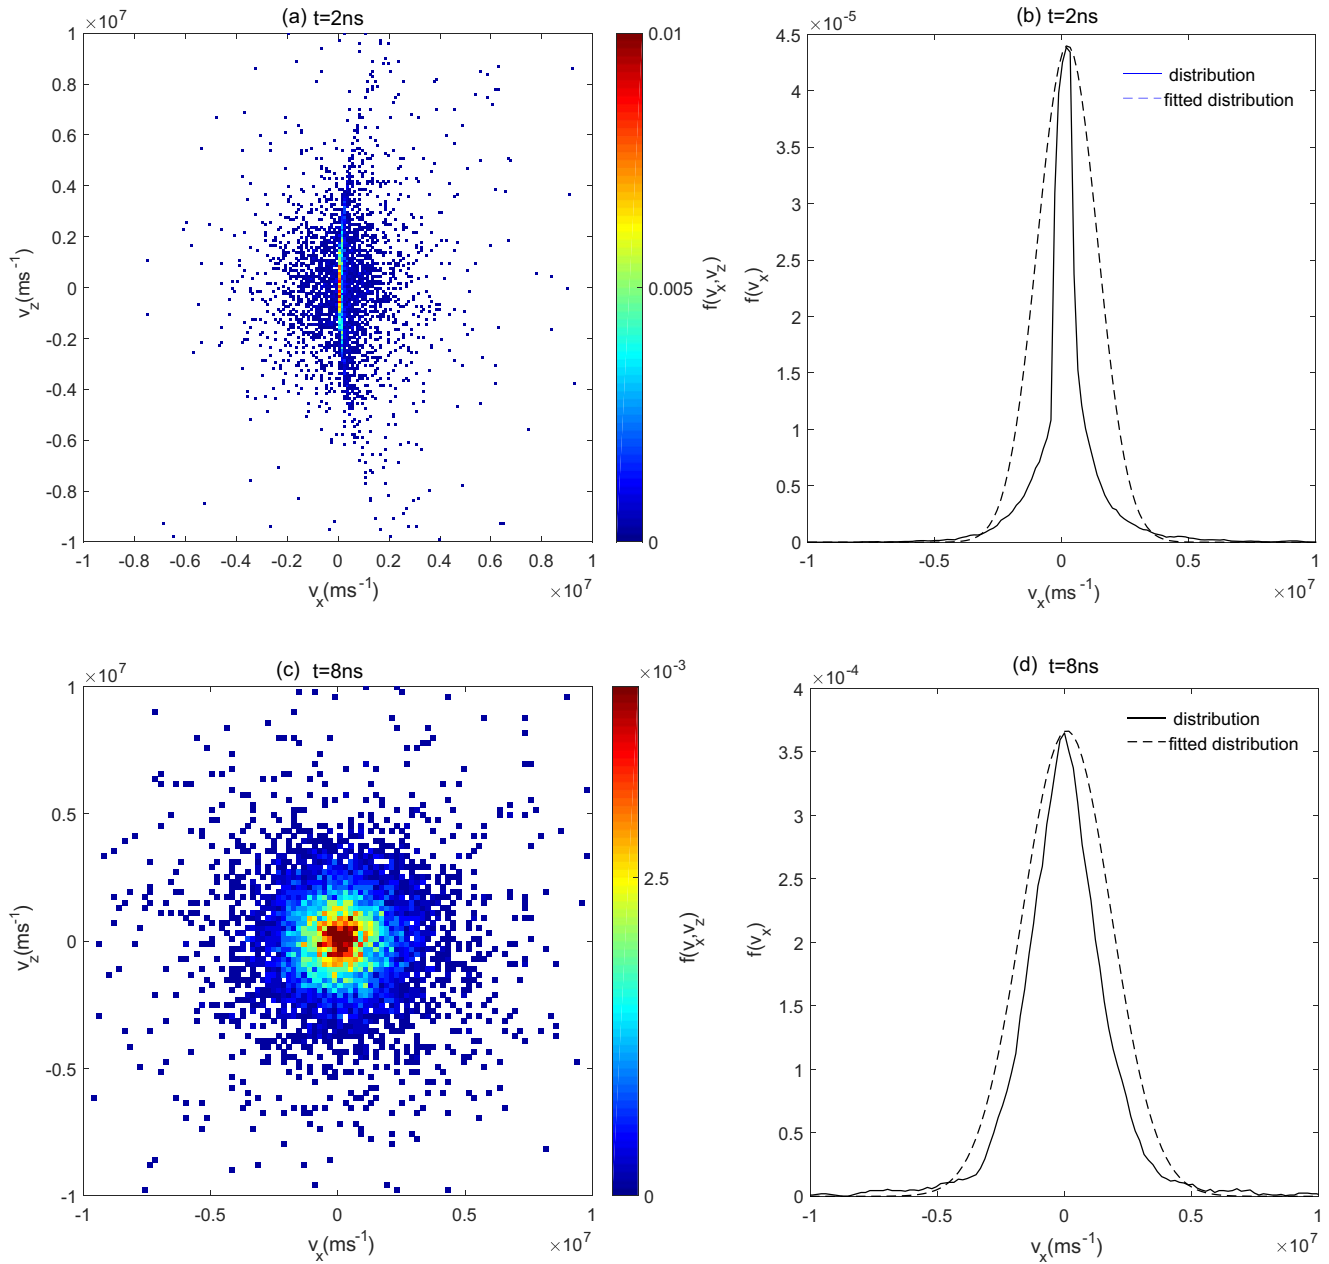 (a) t=2ns
×10^7
1
0.8
0.6
0.4
0.2
0
-0.2
-0.4
-0.6
-0.8
-1
v_z(ms^-1)
-1 -0.8 -0.6 -0.4 -0.2 0 0.2 0.4 0.6 0.8 1
×10^7
v_x(ms^-1)
0.01
0.005
0
f(v_x,v_z)
(b) t=2ns
×10^-5
4.5
4
3.5
3
2.5
2
1.5
1
0.5
0
f(v_x)
distribution
fitted distribution
-1 -0.5 0 0.5 1
×10^7
v_x(ms^-1)
(c) t=8ns
×10^7
1
0.5
0
-0.5
-1
v_z(ms^-1)
-1 -0.5 0 0.5 1
×10^7
v_x(ms^-1)
×10^-3
2.5
0
f(v_x,v_z)
(d) t=8ns
×10^-4
4
3.5
3
2.5
2
1.5
1
0.5
0
f(v_x)
distribution
fitted distribution
-1 -0.5 0 0.5 1
×10^7
v_x(ms^-1)